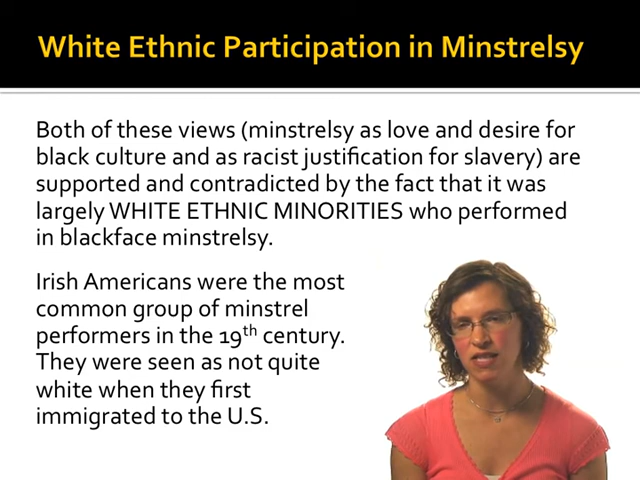 White Ethnic Participation in Minstrelsy
Both of these views (minstrelsy as love and desire for
black culture and as racist justification for slavery) are
supported and contradicted by the fact that it was
largely WHITE ETHNIC MINORITIES who performed
in blackface minstrelsy.
Irish Americans were the most
common group of minstrel
performers in the 19th century.
They were seen as not quite
white when they first
immigrated to the U.S.